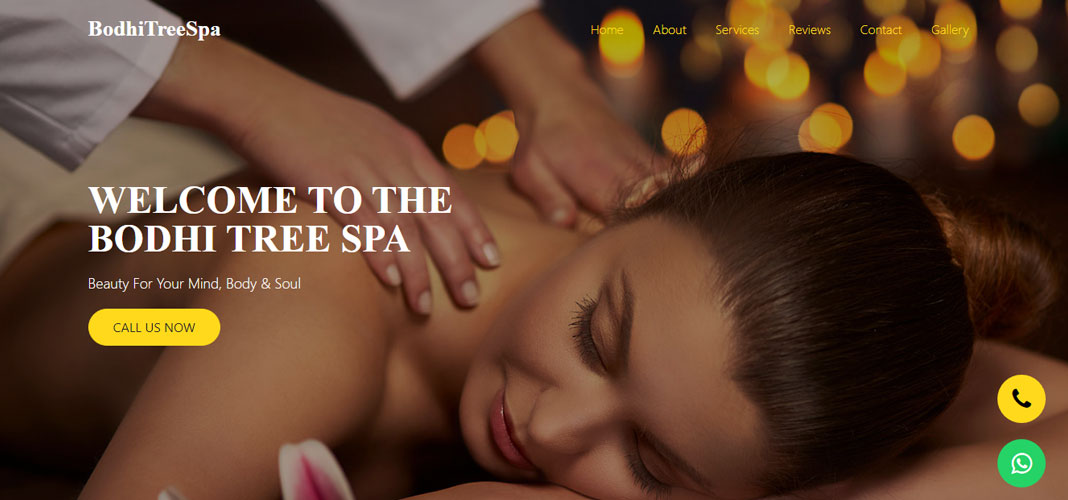 BodhiTreeSpa
Home About Services Reviews Contact Gallery
WELCOME TO THE
BODHI TREE SPA
Beauty For Your Mind, Body & Soul
CALL US NOW